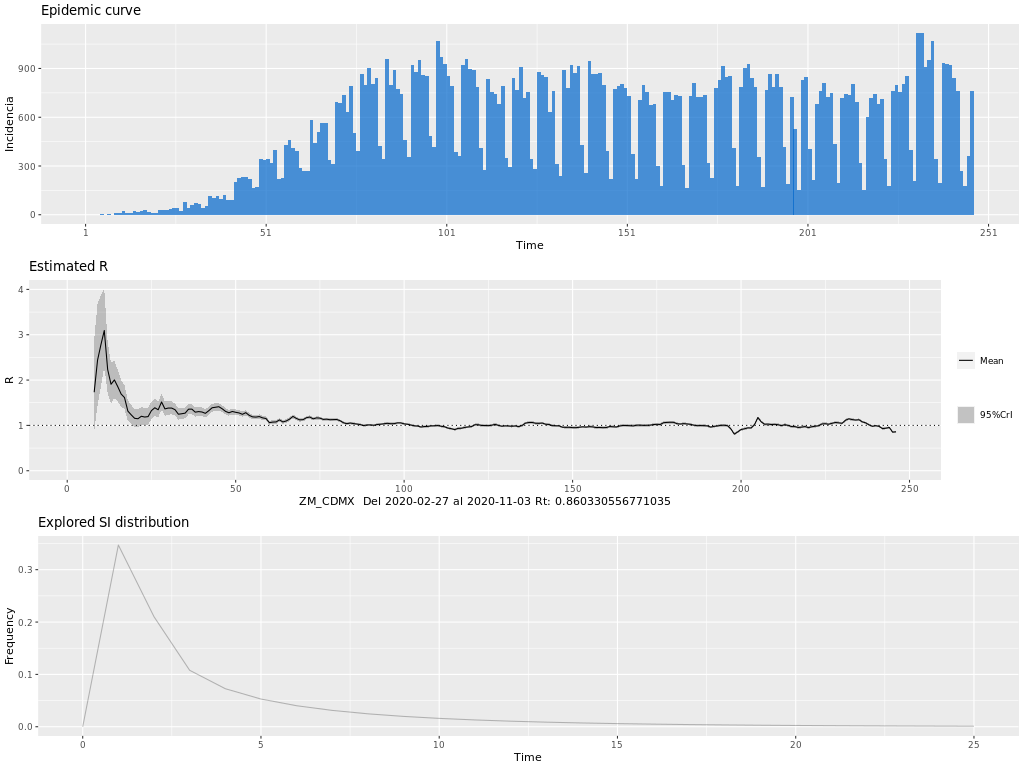 Epidemic curve
900
600
300
0
Incidencia
1 51 101 151 201 251
Time
Estimated R
4
3
2
1
0
R
Mean
95%CrI
0 50 100 150 200 250
ZM_CDMX Del 2020-02-27 al 2020-11-03 Rt: 0.860330556771035
Explored SI distribution
0.3
0.2
0.1
0.0
Frequency
0 5 10 15 20 25
Time